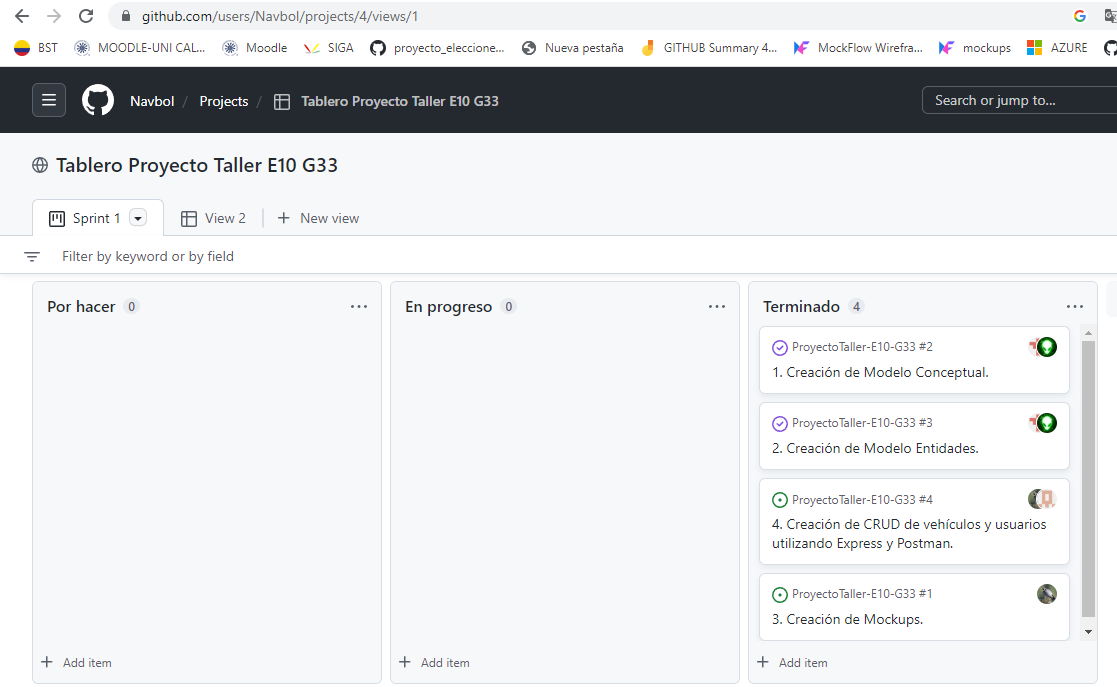 github.com/users/Navbol/projects/4/views/1
BST MOODLE-UNI CAL... Moodle SIGA proyecto_eleccione... Nueva pestaña GITHUB Summary 4... MockFlow Wirefra... mockups AZURE
Navbol / Projects / Tablero Proyecto Taller E10 G33
Search or jump to...
Tablero Proyecto Taller E10 G33
Sprint 1 View 2 + New view
Filter by keyword or by field
Por hacer 0 ...
+ Add item
En progreso 0 ...
+ Add item
Terminado 4 ...
ProyectoTaller-E10-G33 #2
1. Creación de Modelo Conceptual.
ProyectoTaller-E10-G33 #3
2. Creación de Modelo Entidades.
ProyectoTaller-E10-G33 #4
4. Creación de CRUD de vehículos y usuarios
utilizando Express y Postman.
ProyectoTaller-E10-G33 #1
3. Creación de Mockups.
+ Add item